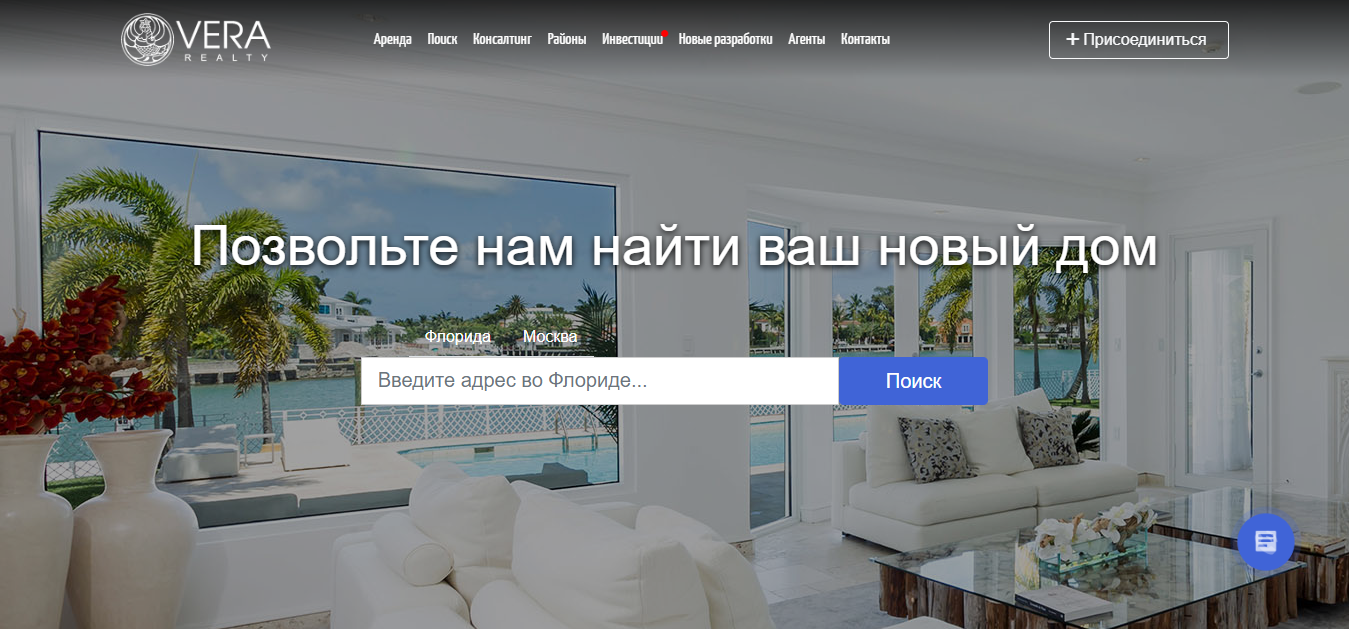 VERA
REALTY
Аренда Поиск Консалтинг Районы Инвестиции Новые разработки Агенты Контакты
+ Присоединиться
Позвольте нам найти ваш новый дом
Флорида Москва
Введите адрес во Флориде...
Поиск